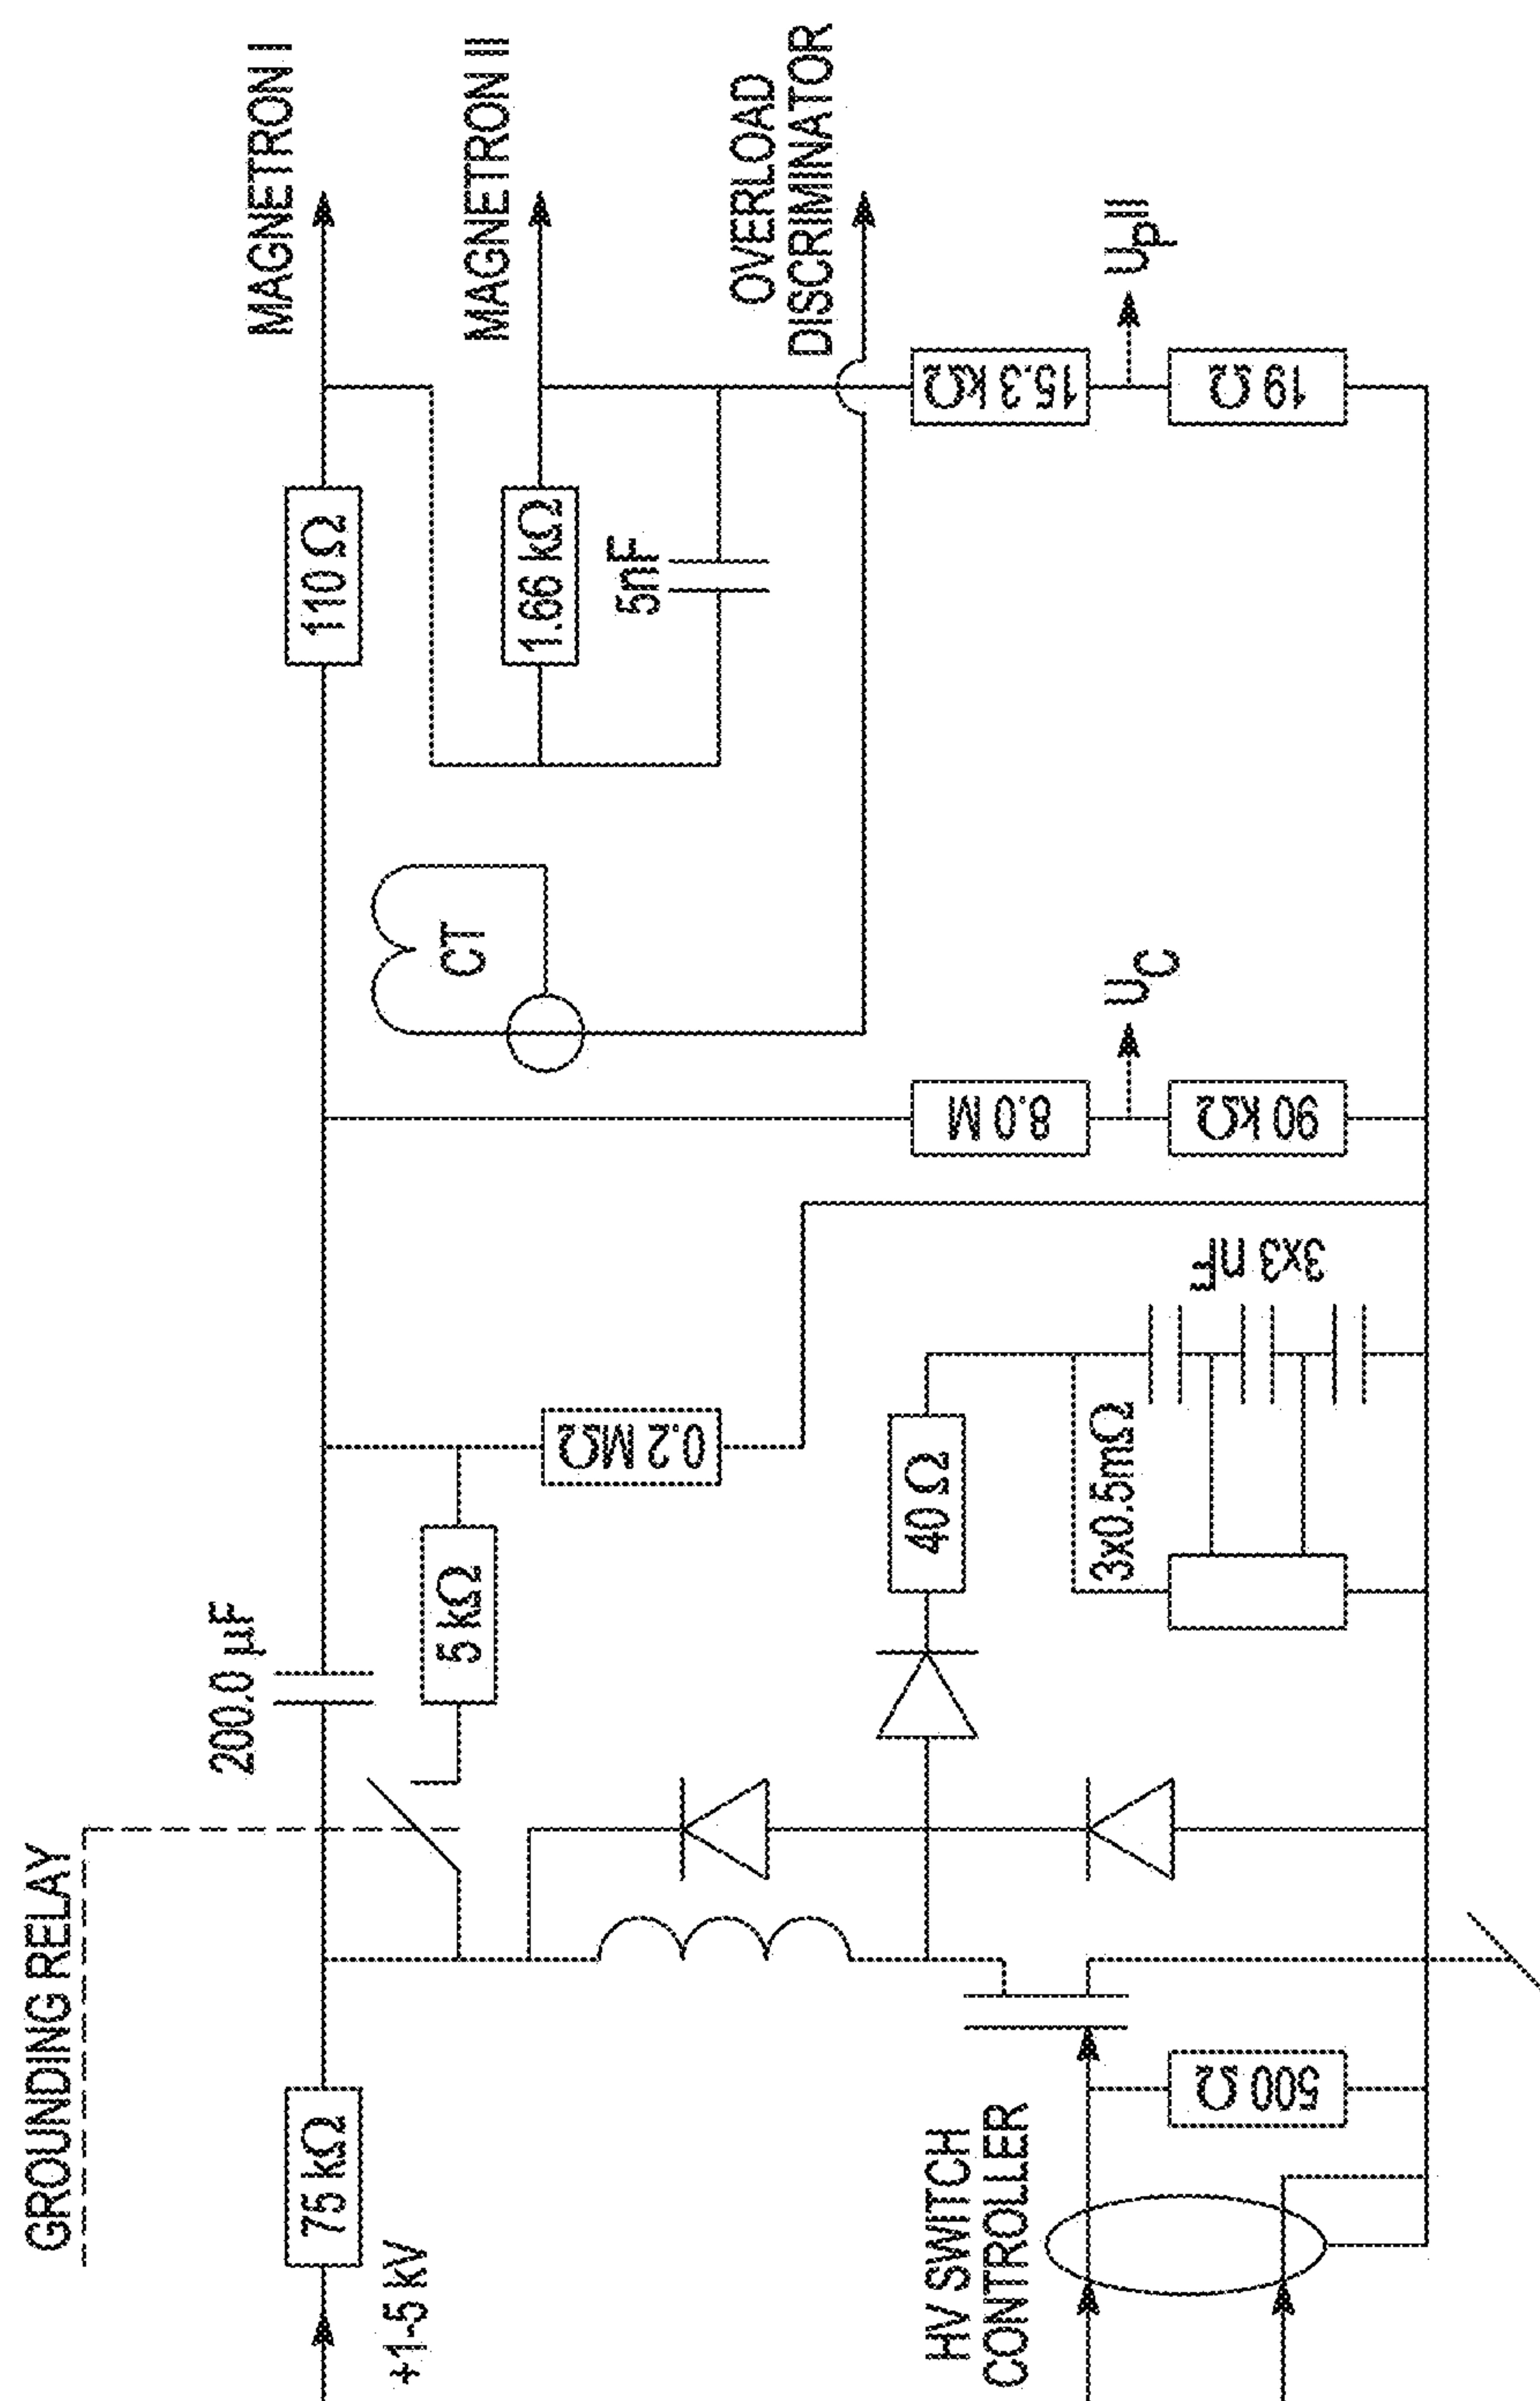 GROUNDING RELAY
75 kΩ
+1-5 kV
200.0 µF
5 kΩ
0.2 MΩ
110 Ω
MAGNETRON I
1.66 kΩ
MAGNETRON II
5nF
CT
OVERLOAD
DISCRIMINATOR
HV SWITCH
CONTROLLER
500 Ω
40 Ω
3x0.5mΩ
3x3 nF
8.0 M
90 kΩ
U_C
15.3 kΩ
19 Ω
U_pII